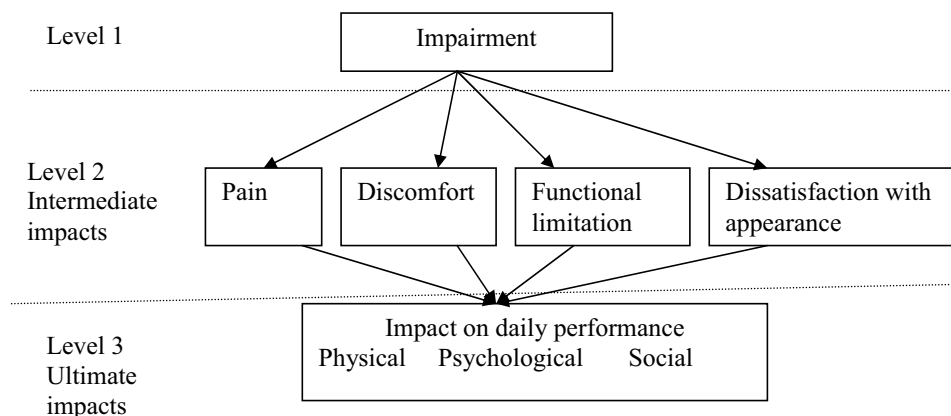 Level 1
Impairment
Level 2
Intermediate
impacts
Pain
Discomfort
Functional
limitation
Dissatisfaction with
appearance
Level 3
Ultimate
impacts
Impact on daily performance
Physical Psychological Social